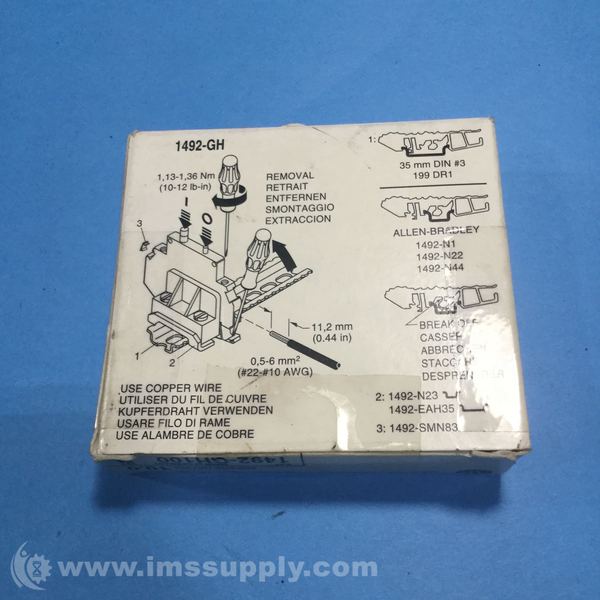 1492-GH
1,13-1,36 Nm
(10-12 lb-in)
REMOVAL
RETRAIT
ENTFERNEN
SMONTAGGIO
EXTRACCION
3
1
2
11,2 mm
(0.44 in)
0,5-6 mm²
(#22-#10 AWG)
USE COPPER WIRE
UTILISER DU FIL DE CUIVRE
KUPFERDRAHT VERWENDEN
USARE FILO DI RAME
USE ALAMBRE DE COBRE
1:
35 mm DIN #3
199 DR1
ALLEN-BRADLEY
1492-N1
1492-N22
1492-N44
BREAK OFF
CASSER
STACCARE
2: 1492-N23
1492-EAH35
3: 1492-SMN83
www.imssupply.com